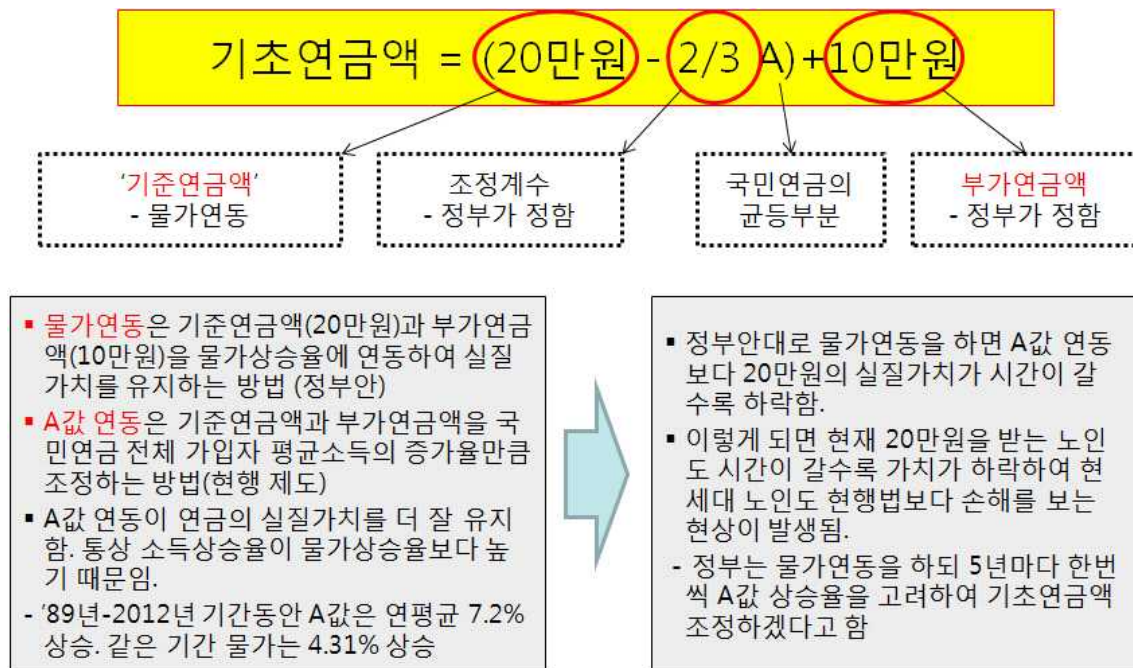 기초연금액 = (20만원 - 2/3 A)+10만원
'기준연금액'
- 물가연동
조정계수
- 정부가 정함
국민연금의
균등부분
부가연금액
- 정부가 정함
▪ 물가연동은 기준연금액(20만원)과 부가연금
액(10만원)을 물가상승율에 연동하여 실질
가치를 유지하는 방법 (정부안)
▪ A값 연동은 기준연금액과 부가연금액을 국
민연금 전체 가입자 평균소득의 증가율만큼
조정하는 방법(현행 제도)
▪ A값 연동이 연금의 실질가치를 더 잘 유지
함. 통상 소득상승율이 물가상승율보다 높
기 때문임.
- '89년-2012년 기간동안 A값은 연평균 7.2%
상승. 같은 기간 물가는 4.31% 상승
▪ 정부안대로 물가연동을 하면 A값 연동
보다 20만원의 실질가치가 시간이 갈
수록 하락함.
▪ 이렇게 되면 현재 20만원을 받는 노인
도 시간이 갈수록 가치가 하락하여 현
세대 노인도 현행법보다 손해를 보는
현상이 발생됨.
- 정부는 물가연동을 하되 5년마다 한번
씩 A값 상승율을 고려하여 기초연금액
조정하겠다고 함